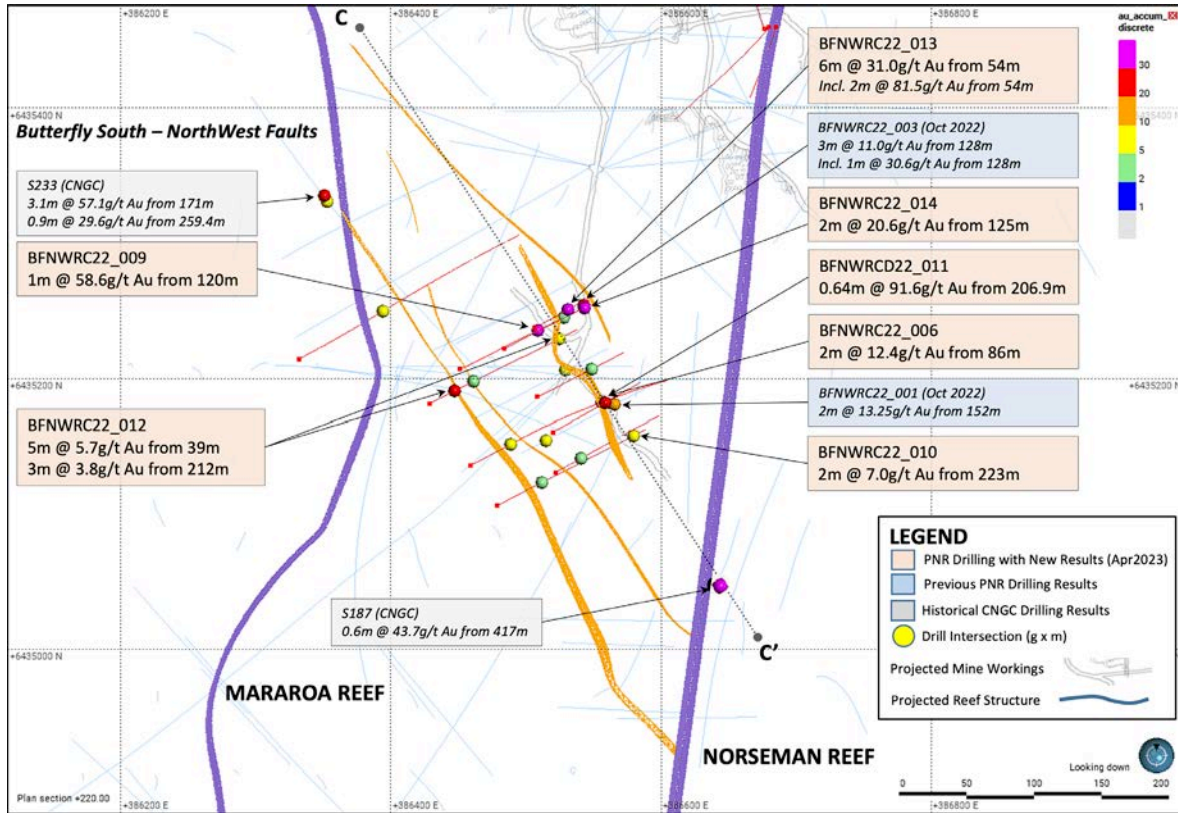 +386200 E
+386400 E
+386600 E
+386800 E
au_accum_
discrete
30
20
10
5
2
1
C
+6435400 N
+6435400 N
Butterfly South – NorthWest Faults
S233 (CNGC)
3.1m @ 57.1g/t Au from 171m
0.9m @ 29.6g/t Au from 259.4m
BFNWRC22_009
1m @ 58.6g/t Au from 120m
BFNWRC22_012
5m @ 5.7g/t Au from 39m
3m @ 3.8g/t Au from 212m
BFNWRC22_013
6m @ 31.0g/t Au from 54m
Incl. 2m @ 81.5g/t Au from 54m
BFNWRC22_003 (Oct 2022)
3m @ 11.0g/t Au from 128m
Incl. 1m @ 30.6g/t Au from 128m
BFNWRC22_014
2m @ 20.6g/t Au from 125m
BFNWRCD22_011
0.64m @ 91.6g/t Au from 206.9m
BFNWRC22_006
2m @ 12.4g/t Au from 86m
BFNWRC22_001 (Oct 2022)
2m @ 13.25g/t Au from 152m
BFNWRC22_010
2m @ 7.0g/t Au from 223m
+6435200 N
+6435200 N
S187 (CNGC)
0.6m @ 43.7g/t Au from 417m
C'
+6435000 N
MARAROA REEF
NORSEMAN REEF
LEGEND
PNR Drilling with New Results (Apr2023)
Previous PNR Drilling Results
Historical CNGC Drilling Results
Drill Intersection (g x m)
Projected Mine Workings
Projected Reef Structure
Looking down
0 50 100 150 200
Plan section +220.00
+386200 E
+386400 E
+386600 E
+386800 E